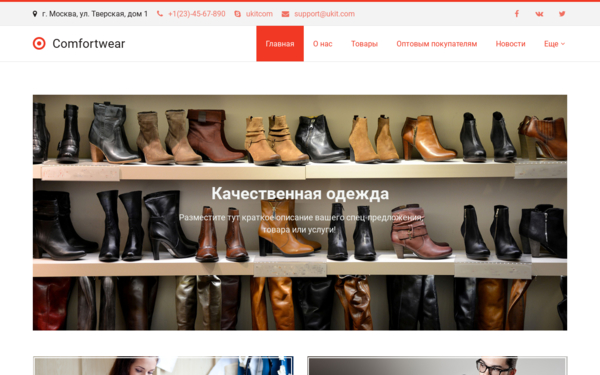 г. Москва, ул. Тверская, дом 1 +1(23)-45-67-890 ukitcom support@ukit.com
Comfortwear Главная О нас Товары Оптовым покупателям Новости Еще
Качественная одежда
Разместите тут краткое описание вашего спец-предложения,
товара или услуги!